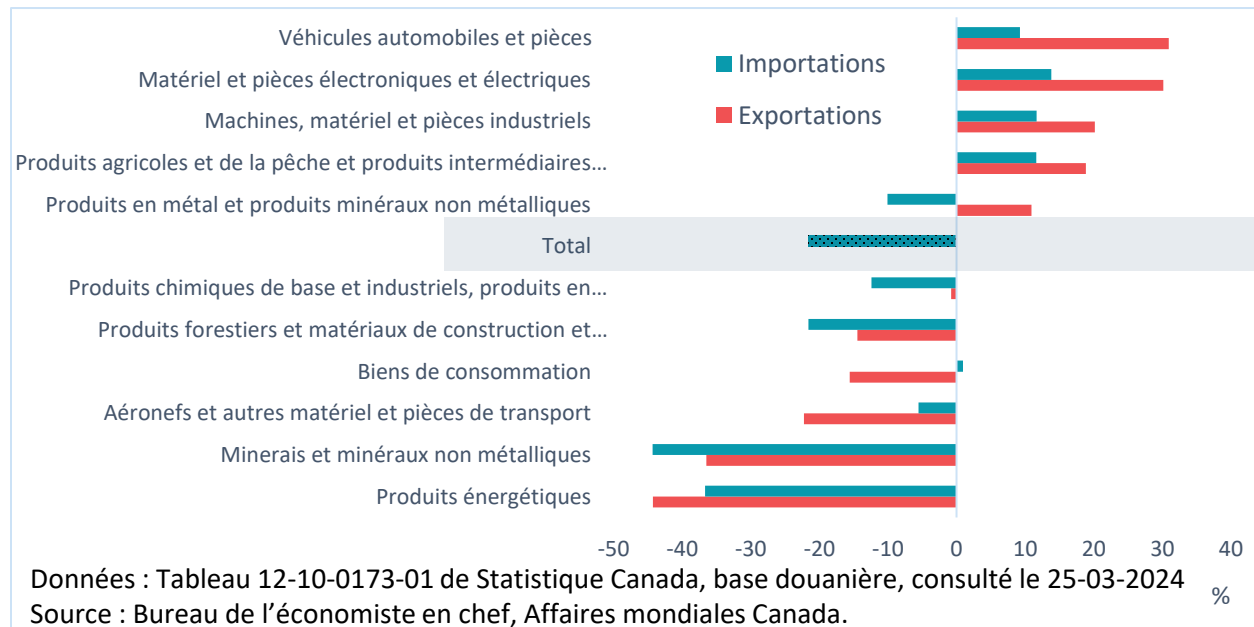 Véhicules automobiles et pièces
Importations
Matériel et pièces électroniques et électriques
Exportations
Machines, matériel et pièces industriels
Produits agricoles et de la pêche et produits intermédiaires…
Produits en métal et produits minéraux non métalliques
Total
Produits chimiques de base et industriels, produits en…
Produits forestiers et matériaux de construction et…
Biens de consommation
Aéronefs et autres matériel et pièces de transport
Minerais et minéraux non métalliques
Produits énergétiques
-50 -40 -30 -20 -10 0 10 20 30 40
%
Données : Tableau 12-10-0173-01 de Statistique Canada, base douanière, consulté le 25-03-2024
Source : Bureau de l’économiste en chef, Affaires mondiales Canada.